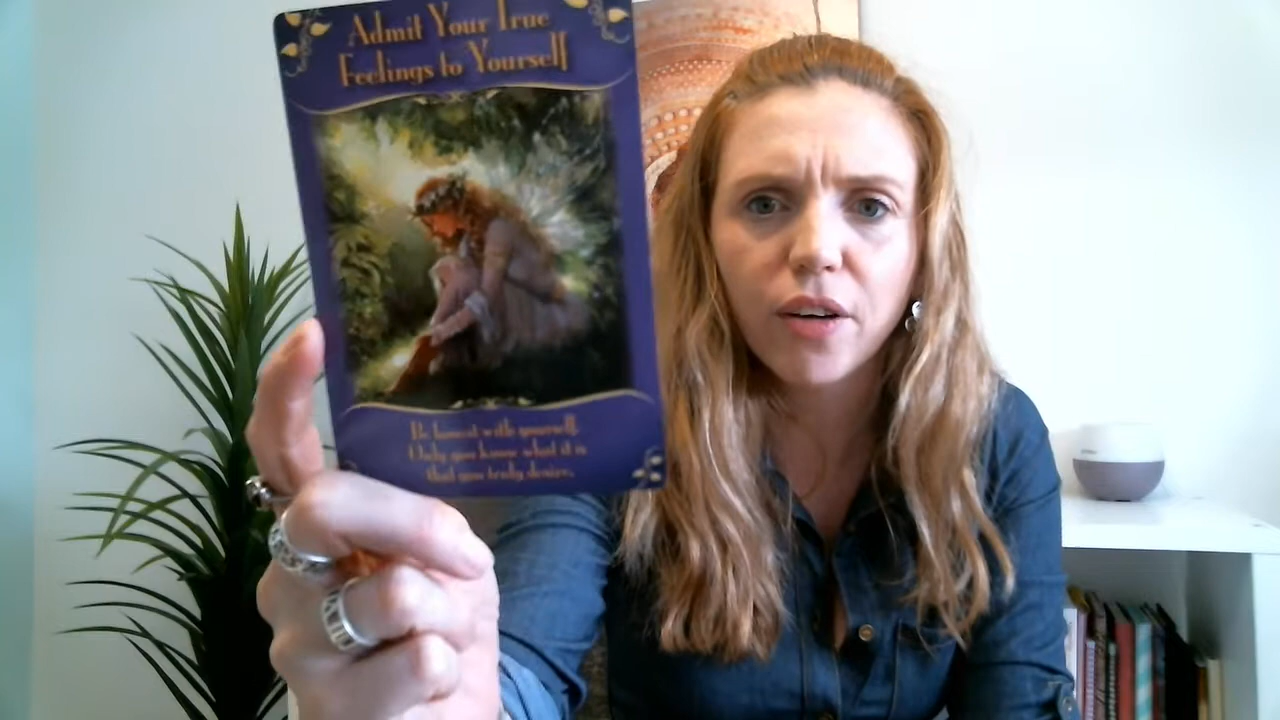 Admit Your True
Feelings to Yourself
Be honest with yourself.
Only you know what it is
that you truly desire.